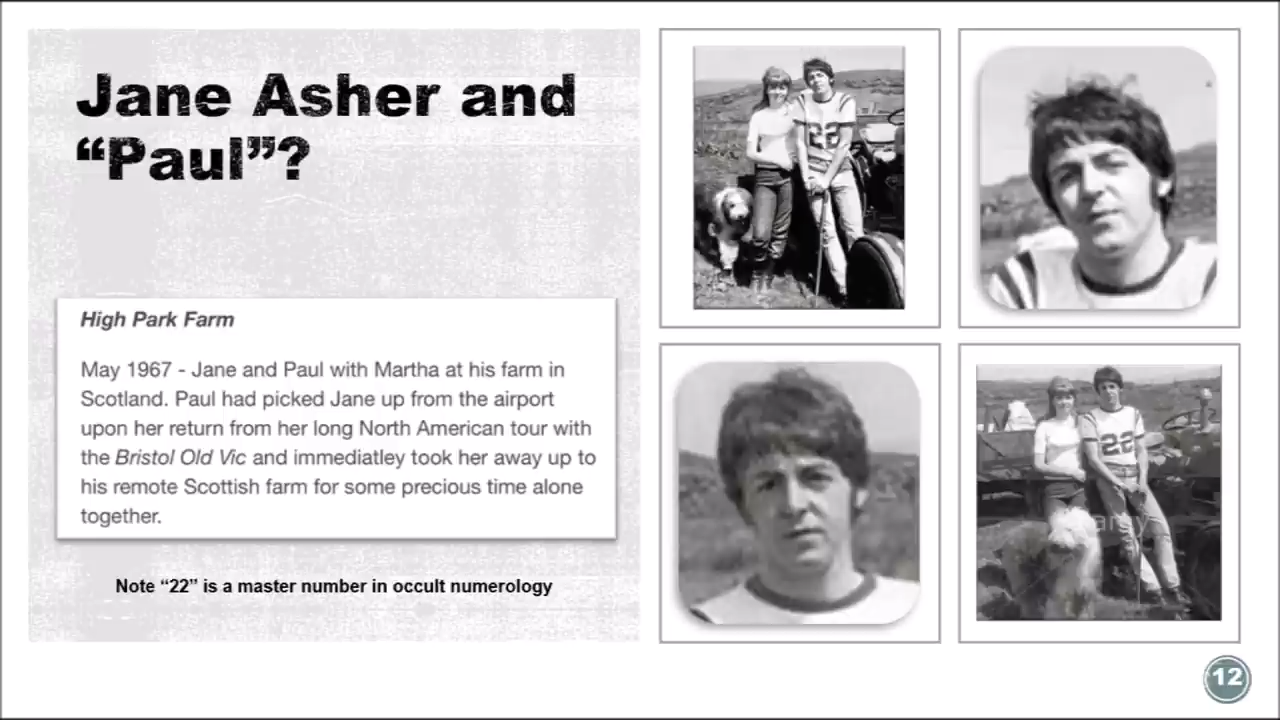 Jane Asher and
“Paul”?
High Park Farm
May 1967 - Jane and Paul with Martha at his farm in
Scotland. Paul had picked Jane up from the airport
upon her return from her long North American tour with
the Bristol Old Vic and immediatley took her away up to
his remote Scottish farm for some precious time alone
together.
Note “22” is a master number in occult numerology
22
22
12